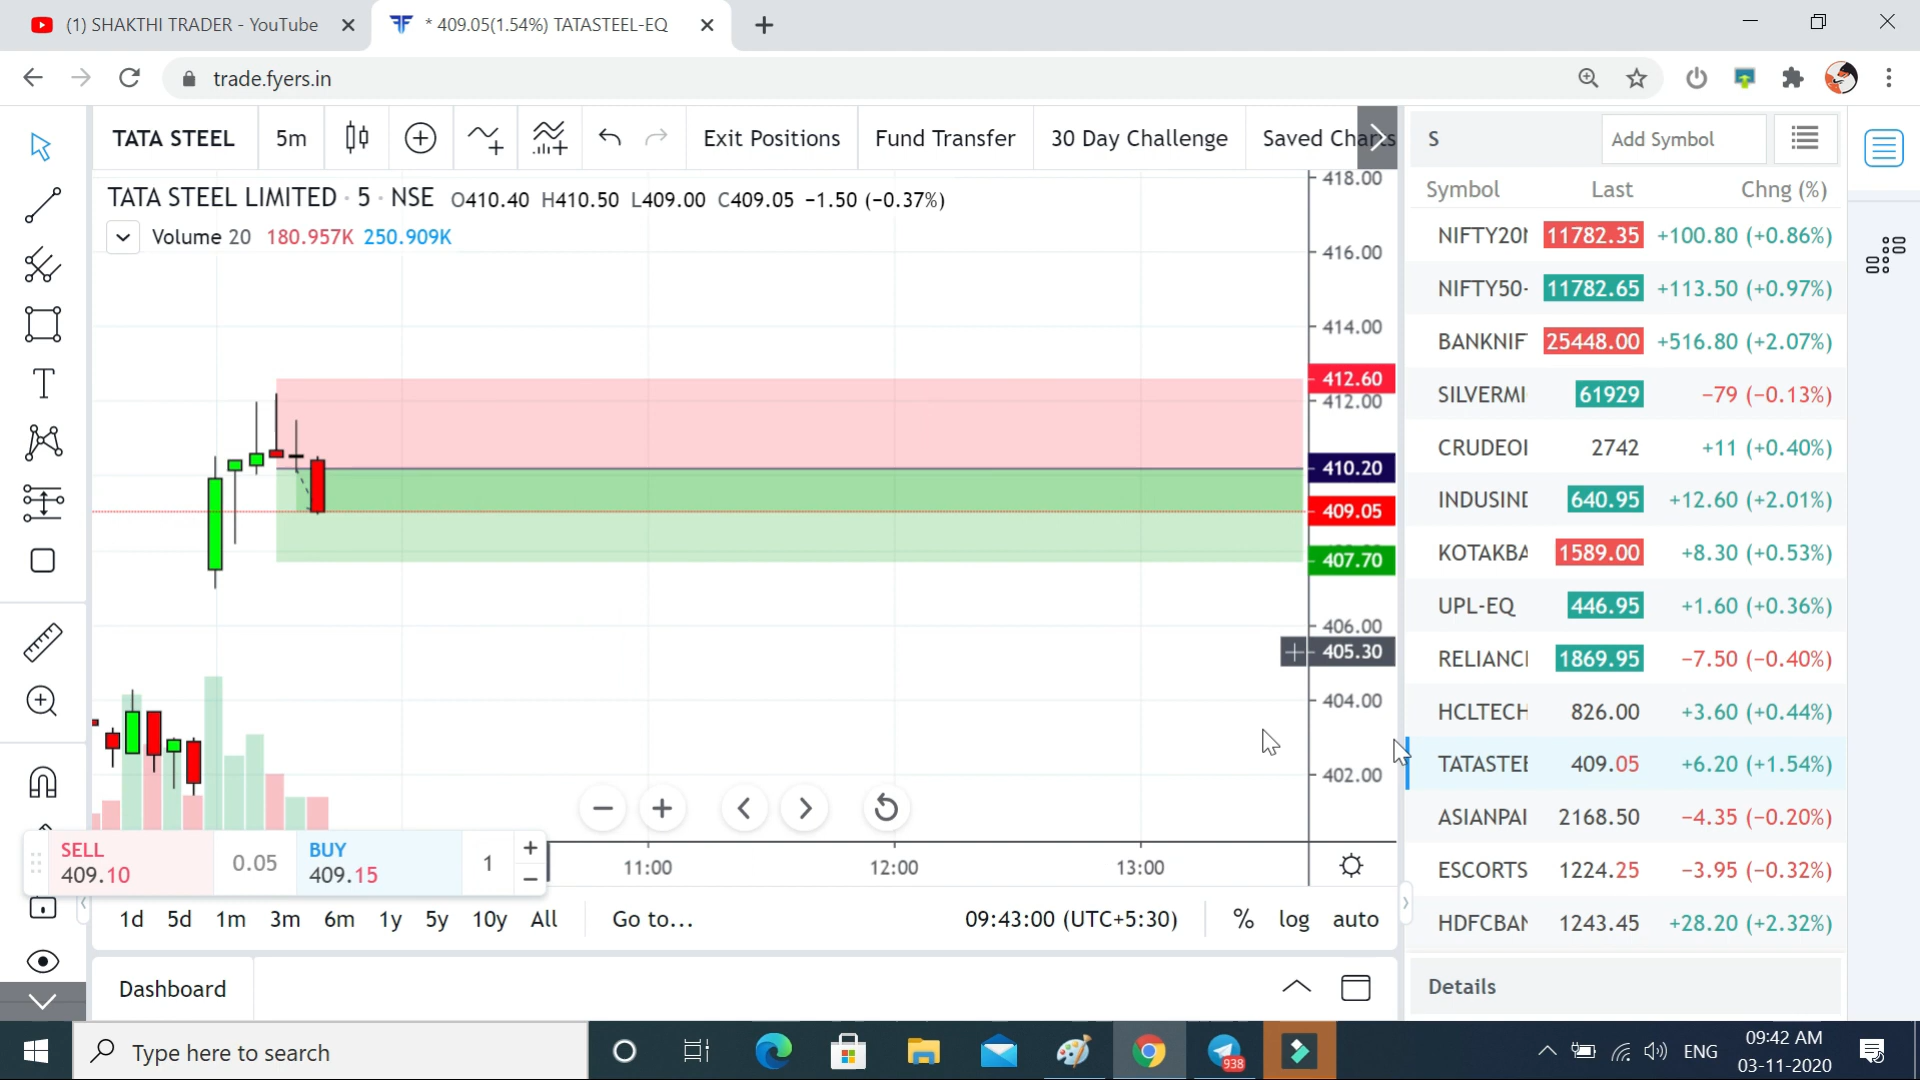 (1) SHAKTHI TRADER - YouTube
* 409.05(1.54%) TATASTEEL-EQ
trade.fyers.in
TATA STEEL
5m
Exit Positions
Fund Transfer
30 Day Challenge
Saved Charts
S
Add Symbol
TATA STEEL LIMITED · 5 · NSE O410.40 H410.50 L409.00 C409.05 −1.50 (−0.37%)
Volume 20 180.957K 250.909K
418.00
416.00
414.00
412.60
412.00
410.20
409.05
407.70
406.00
405.30
404.00
402.00
Symbol Last Chng (%)
NIFTY20 11782.35 +100.80 (+0.86%)
NIFTY50- 11782.65 +113.50 (+0.97%)
BANKNIF 25448.00 +516.80 (+2.07%)
SILVERMI 61929 −79 (−0.13%)
CRUDEOI 2742 +11 (+0.40%)
INDUSIND 640.95 +12.60 (+2.01%)
KOTAKBA 1589.00 +8.30 (+0.53%)
UPL-EQ 446.95 +1.60 (+0.36%)
RELIANCI 1869.95 −7.50 (−0.40%)
HCLTECH 826.00 +3.60 (+0.44%)
TATASTEE 409.05 +6.20 (+1.54%)
ASIANPAI 2168.50 −4.35 (−0.20%)
ESCORTS 1224.25 −3.95 (−0.32%)
HDFCBAN 1243.45 +28.20 (+2.32%)
SELL
409.10
0.05
BUY
409.15
1
11:00 12:00 13:00
1d 5d 1m 3m 6m 1y 5y 10y All Go to... 09:43:00 (UTC+5:30) % log auto
Dashboard
Details
Type here to search
938
ENG
09:42 AM
03-11-2020